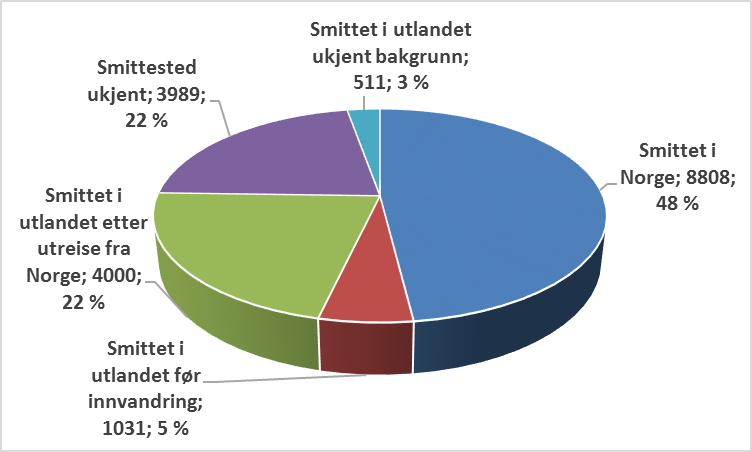 Smittet i utlandet
ukjent bakgrunn;
511; 3 %
Smittested
ukjent; 3989;
22 %
Smittet i
Norge; 8808;
48 %
Smittet i
utlandet etter
utreise fra
Norge; 4000;
22 %
Smittet i
utlandet før
innvandring;
1031; 5 %